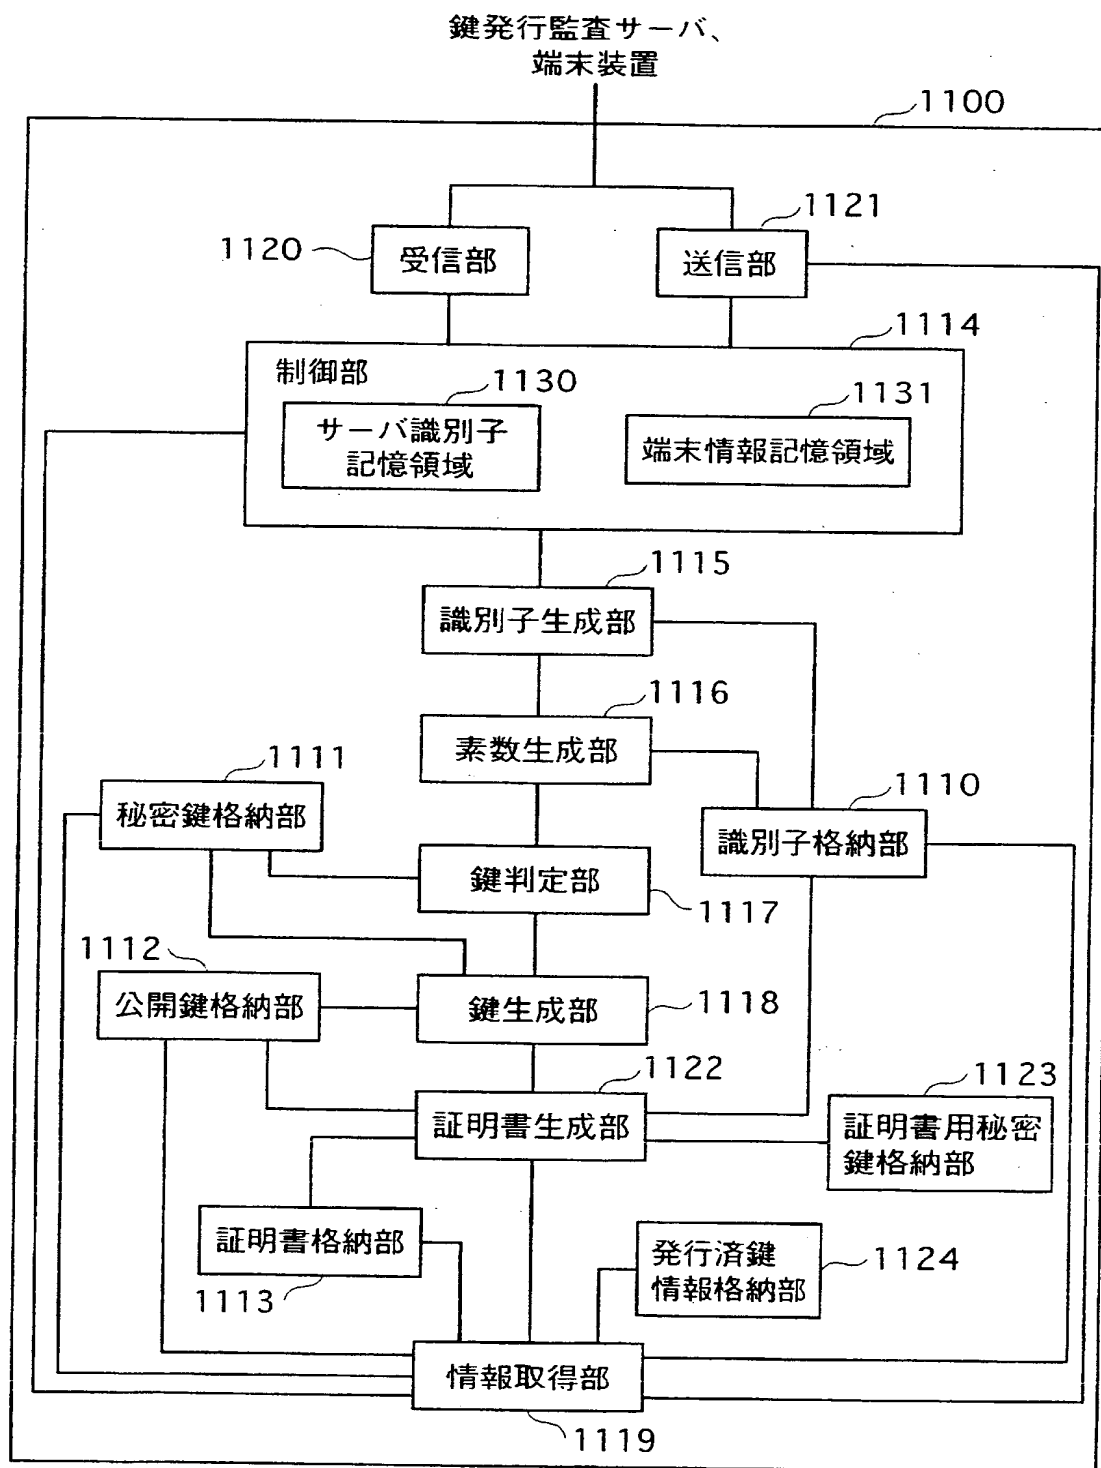 鍵発行監査サーバ、
端末装置
1100
1121
1120
受信部
送信部
1114
制御部
1130
1131
サーバ識別子
記憶領域
端末情報記憶領域
1115
識別子生成部
1116
素数生成部
1111
1110
秘密鍵格納部
識別子格納部
鍵判定部
1117
1112
公開鍵格納部
鍵生成部
1118
1122
1123
証明書生成部
証明書用秘密
鍵格納部
証明書格納部
1113
発行済鍵
情報格納部
1124
情報取得部
1119